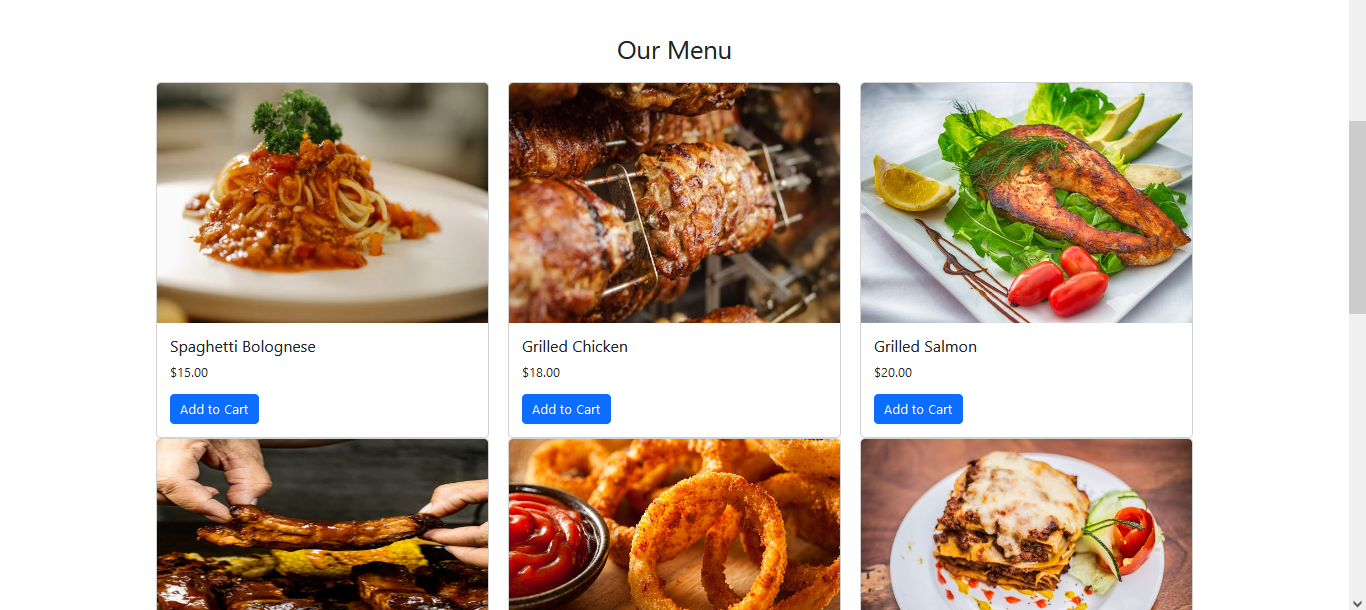 Our Menu
Spaghetti Bolognese
$15.00
Add to Cart
Grilled Chicken
$18.00
Add to Cart
Grilled Salmon
$20.00
Add to Cart